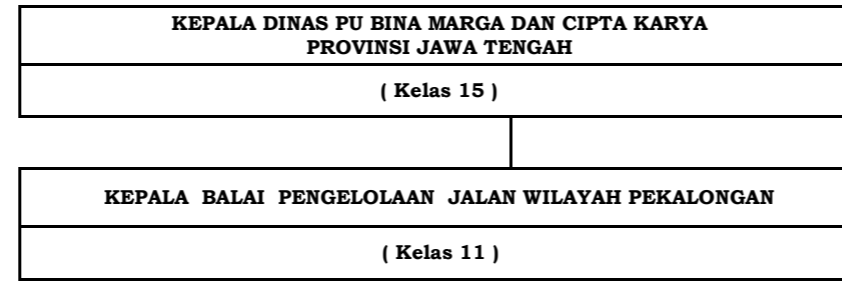 KEPALA DINAS PU BINA MARGA DAN CIPTA KARYA
PROVINSI JAWA TENGAH
( Kelas 15 )
KEPALA BALAI PENGELOLAAN JALAN WILAYAH PEKALONGAN
( Kelas 11 )